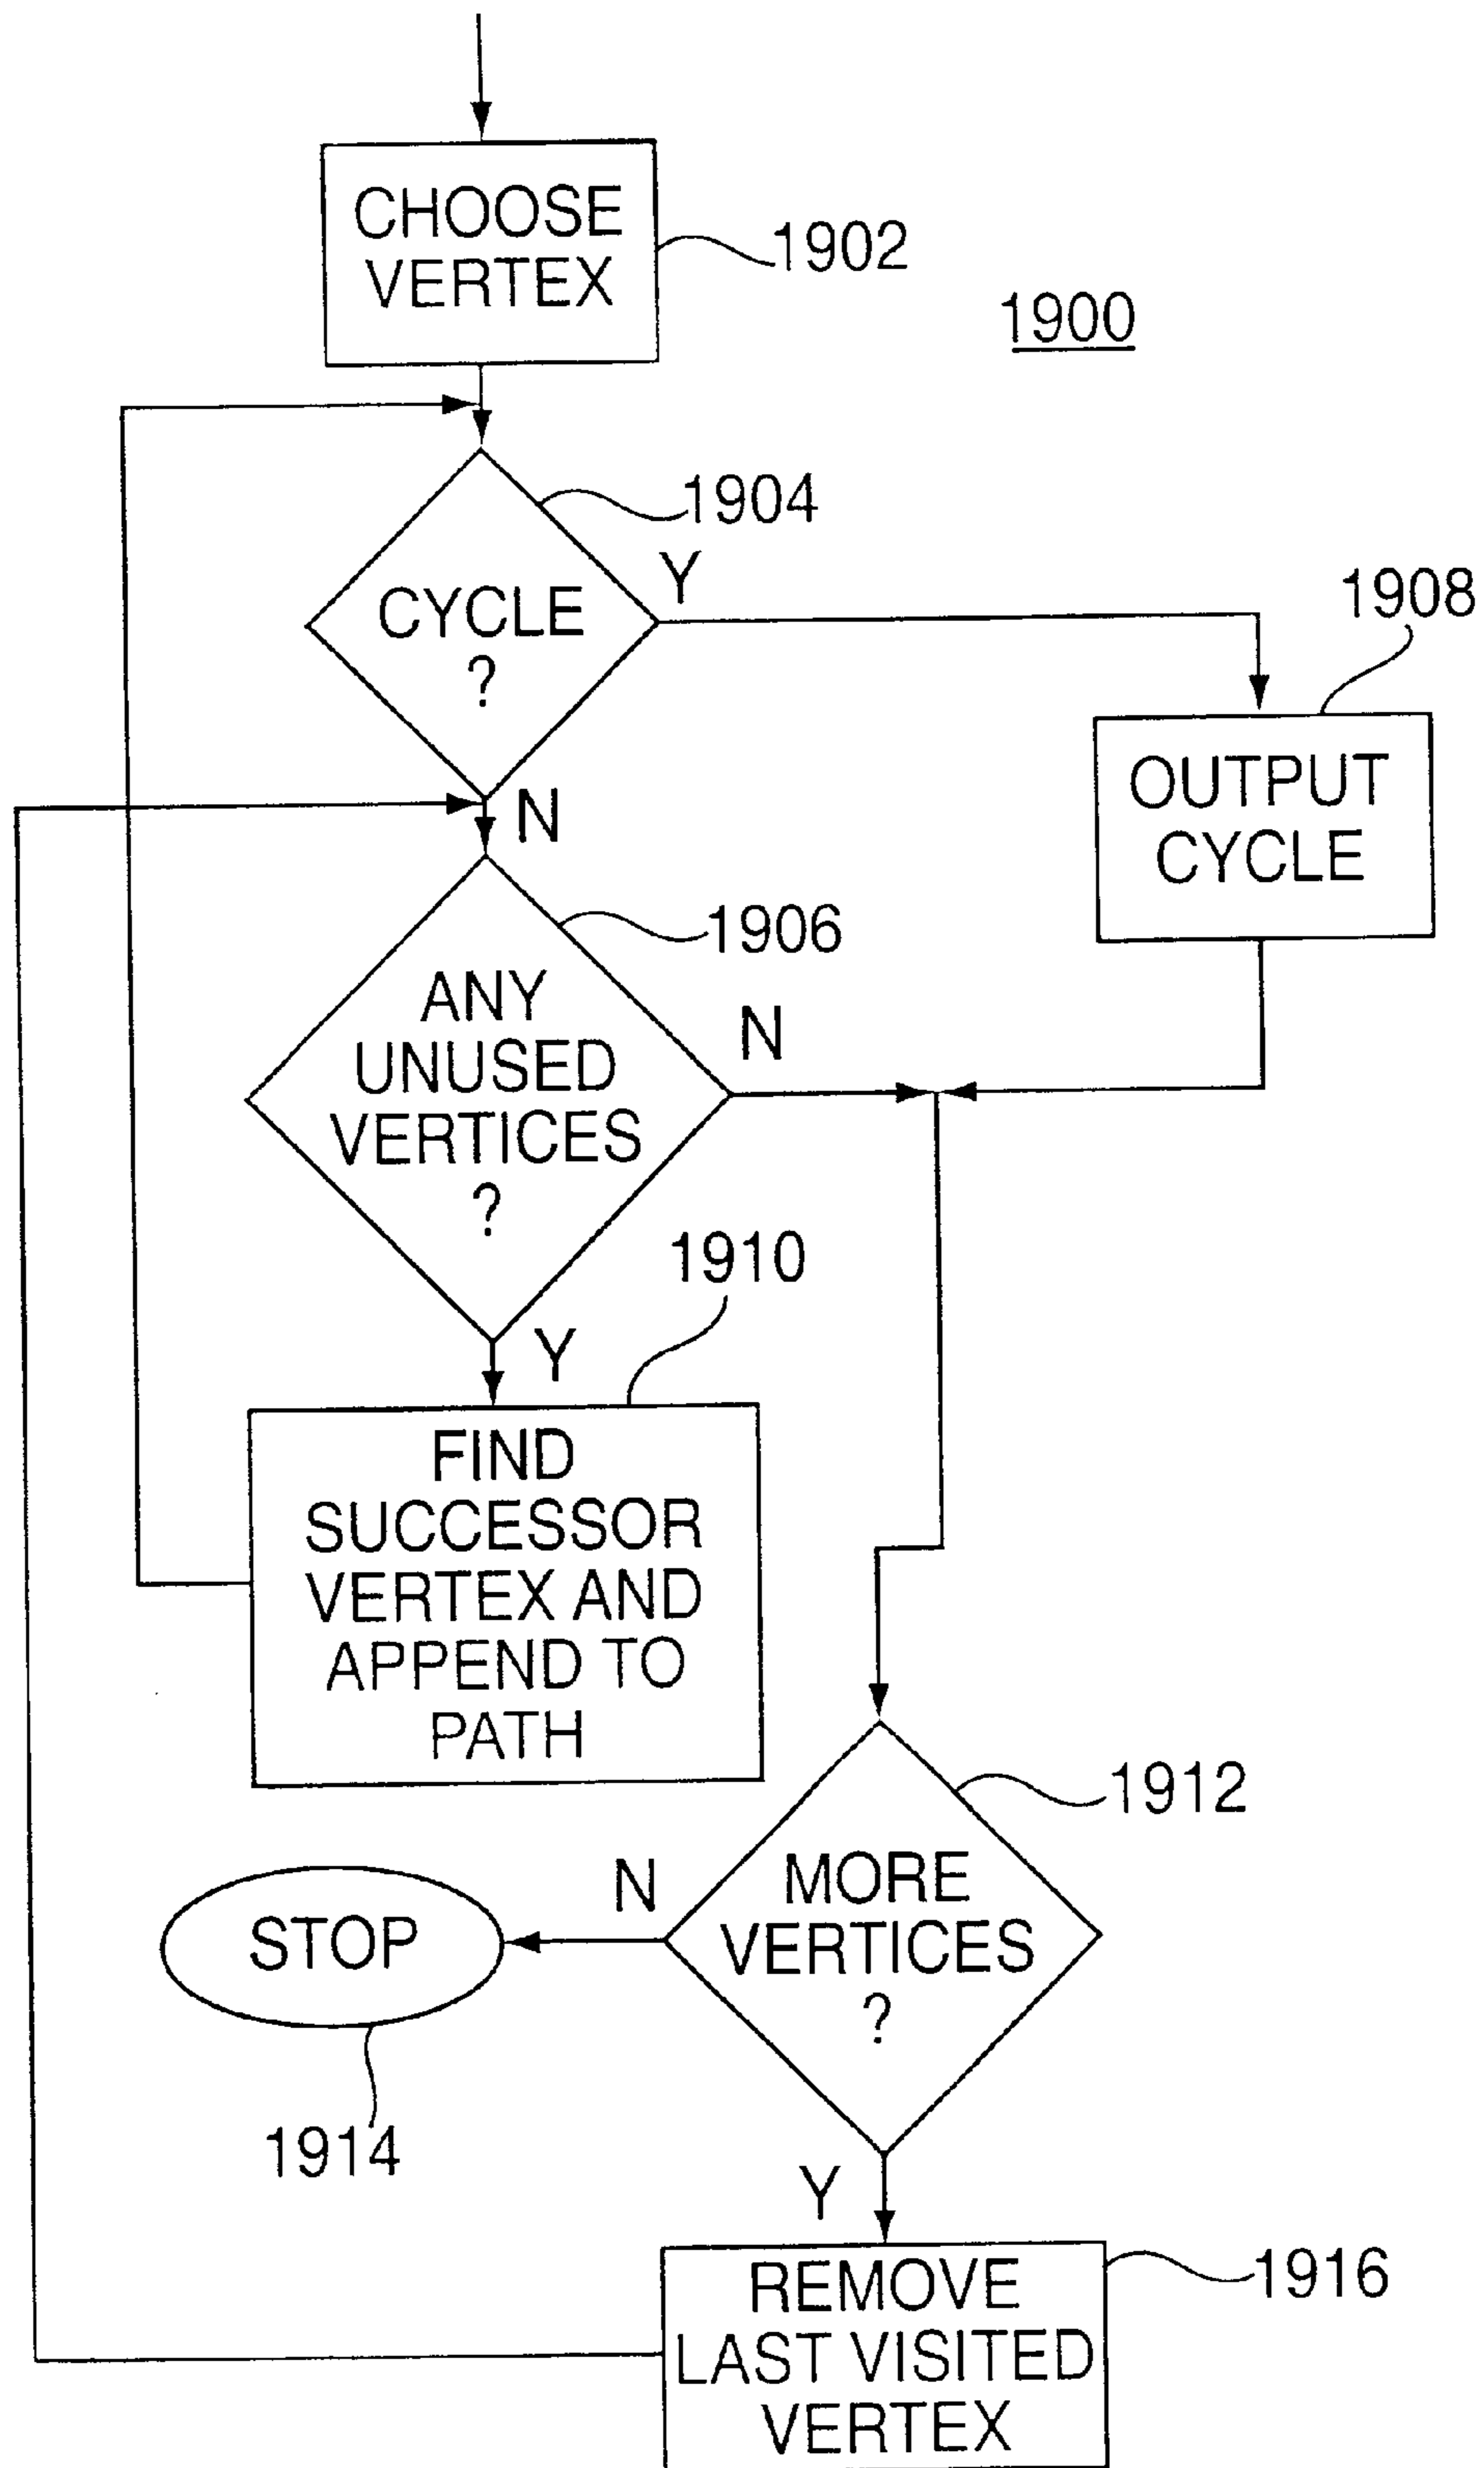 CHOOSE
VERTEX
1902
1900
1904
CYCLE
?
Y
1908
OUTPUT
CYCLE
N
1906
ANY
UNUSED
VERTICES
?
N
1910
Y
FIND
SUCCESSOR
VERTEX AND
APPEND TO
PATH
1912
MORE
VERTICES
?
N
STOP
1914
Y
1916
REMOVE
LAST VISITED
VERTEX